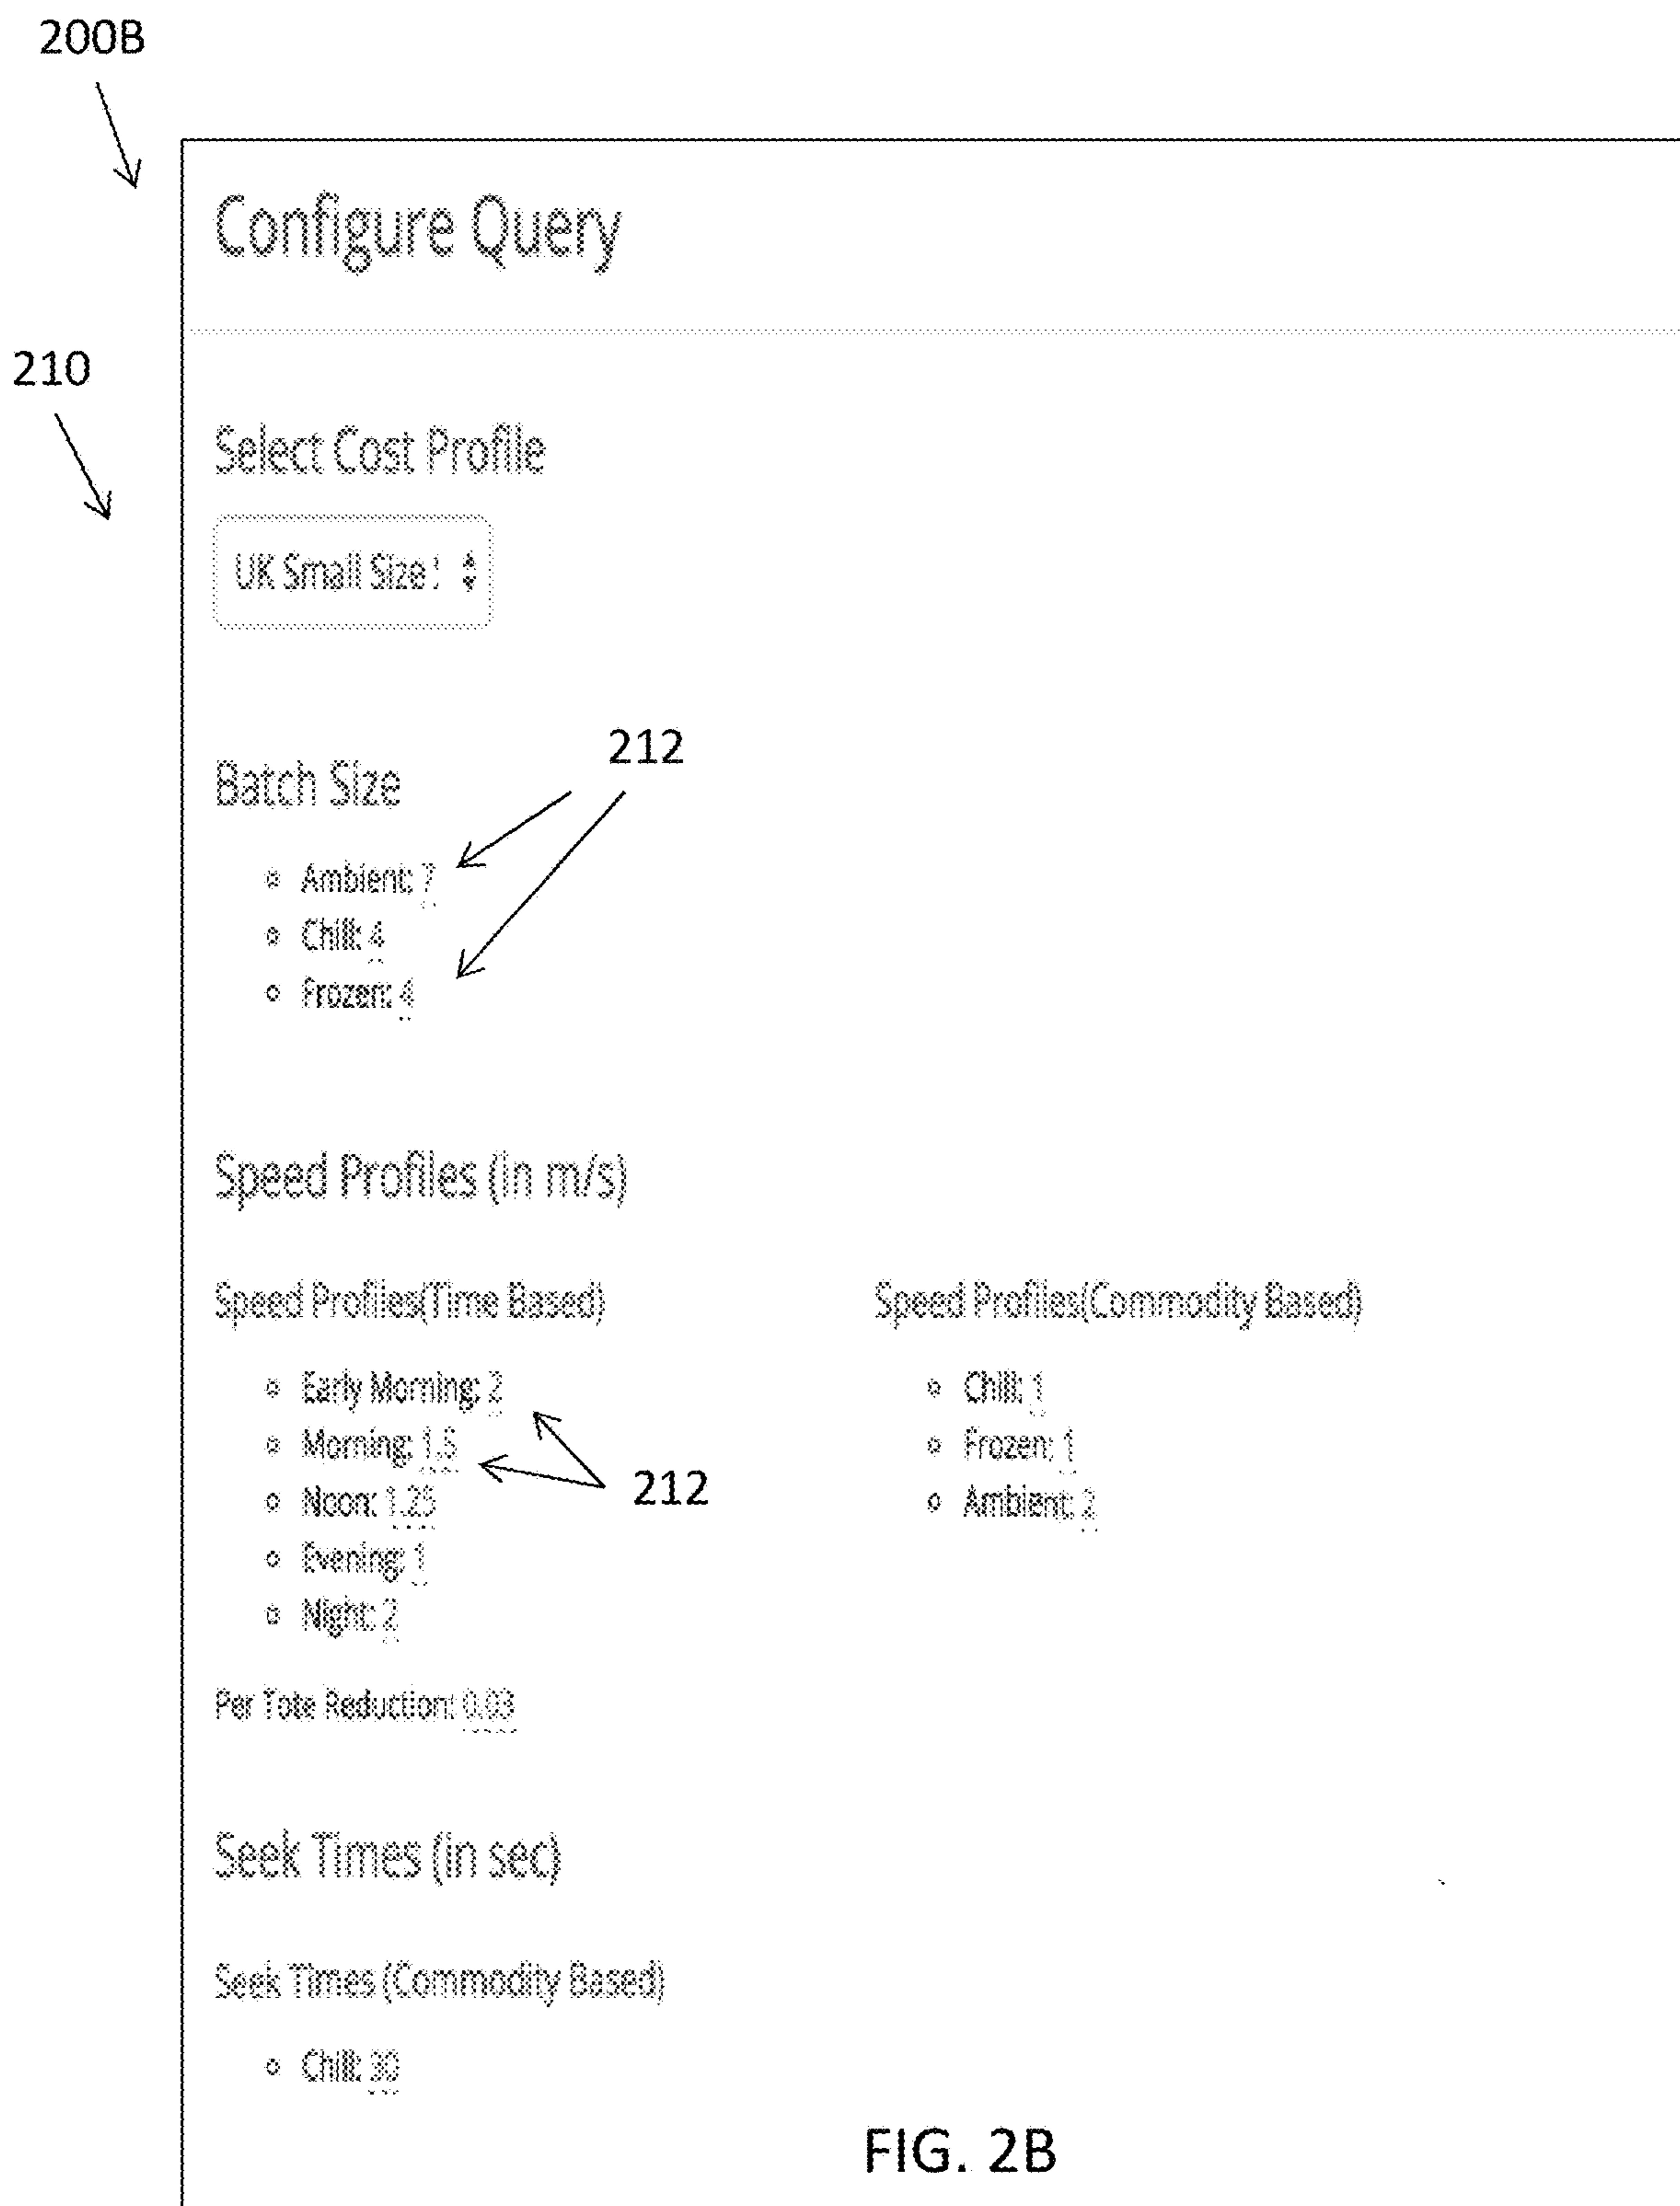 200B
Configure Query
210
Select Cost Profile
UK Small Size
212
Batch Size
Ambient: 7
Chill: 4
Frozen: 4
Speed Profiles (in m/s)
Speed Profiles(Time Based)
Speed Profiles(Commodity Based)
Early Morning: 2
Chill: 1
Morning: 1.5
Frozen: 1
212
Noon: 1.25
Ambient: 2
Evening: 1
Night: 2
Per Tote Reduction: 0.03
Seek Times (in sec)
Seek Times (Commodity Based)
Chill: 30
FIG. 2B